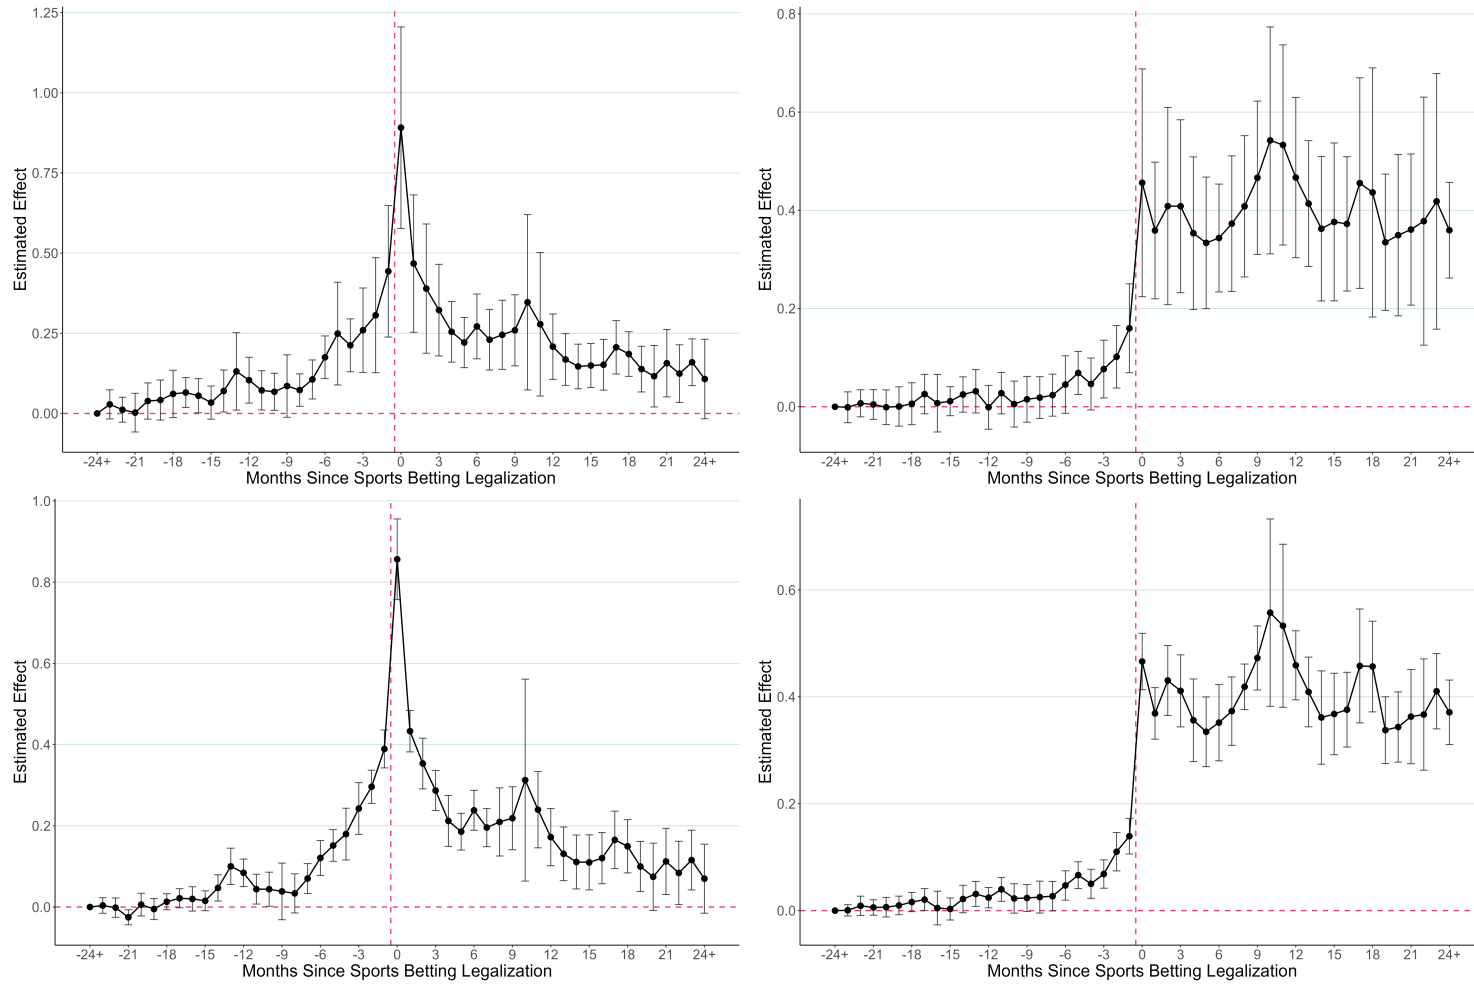 Estimated Effect
1.25
1.00
0.75
0.50
0.25
0.00
-24+ -21 -18 -15 -12 -9 -6 -3 0 3 6 9 12 15 18 21 24+
Months Since Sports Betting Legalization
Estimated Effect
0.8
0.6
0.4
0.2
0.0
-24+ -21 -18 -15 -12 -9 -6 -3 0 3 6 9 12 15 18 21 24+
Months Since Sports Betting Legalization
Estimated Effect
1.0
0.8
0.6
0.4
0.2
0.0
-24+ -21 -18 -15 -12 -9 -6 -3 0 3 6 9 12 15 18 21 24+
Months Since Sports Betting Legalization
Estimated Effect
0.6
0.4
0.2
0.0
-24+ -21 -18 -15 -12 -9 -6 -3 0 3 6 9 12 15 18 21 24+
Months Since Sports Betting Legalization